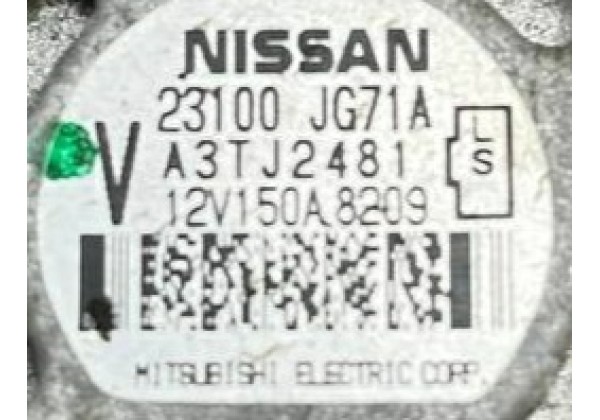 NISSAN
23100 JG71A
V
A3TJ2481
L
S
12V150A 8209
MITSUBISHI ELECTRIC CORP.